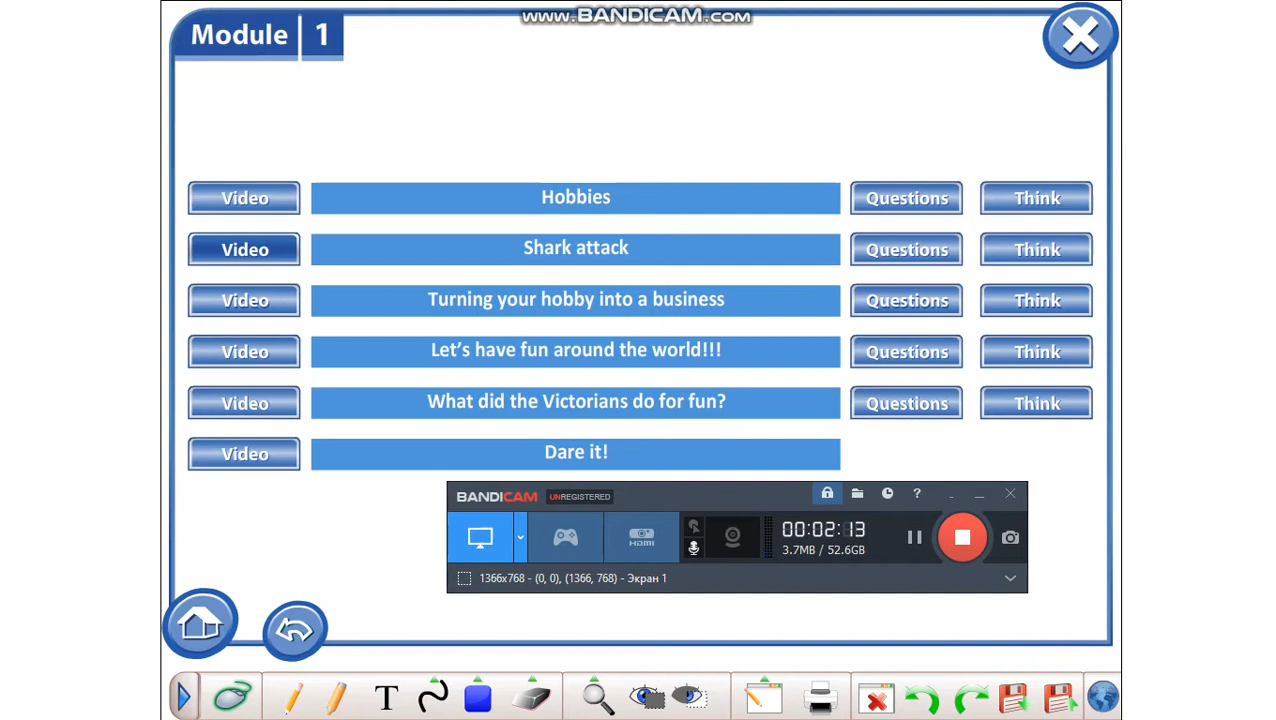 www.BANDICAM.com
Module 1
Video Hobbies Questions Think
Video Shark attack Questions Think
Video Turning your hobby into a business Questions Think
Video Let's have fun around the world!!! Questions Think
Video What did the Victorians do for fun? Questions Think
Video Dare it!
BANDICAM UNREGISTERED ?
HDMI 00:02:13
3.7MB / 52.6GB
1366x768 - (0, 0), (1366, 768) - Экран 1
T